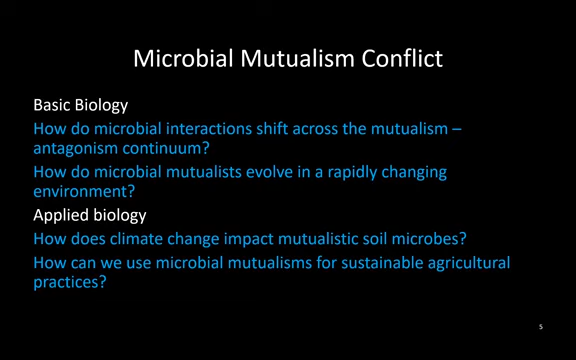 Microbial Mutualism Conflict
Basic Biology
How do microbial interactions shift across the mutualism –
antagonism continuum?
How do microbial mutualists evolve in a rapidly changing
environment?
Applied biology
How does climate change impact mutualistic soil microbes?
How can we use microbial mutualisms for sustainable agricultural
practices?
5